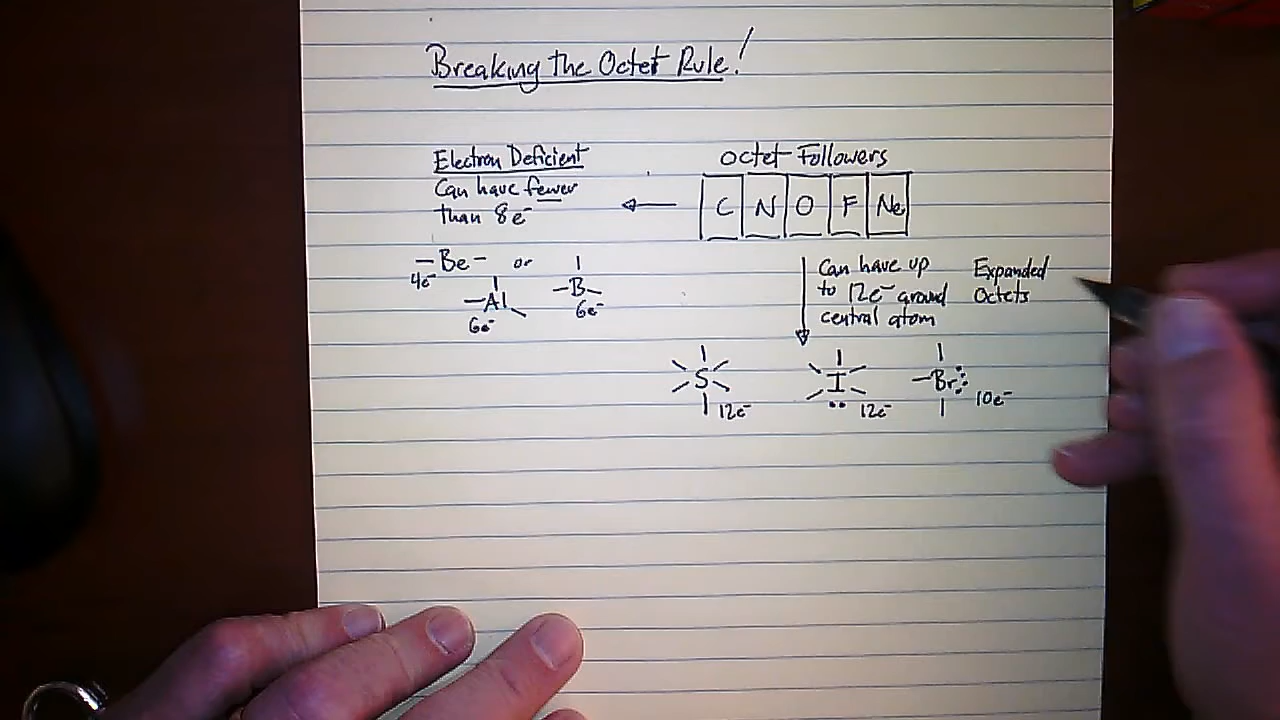 Breaking the Octet Rule!
Electron Deficient
Can have fewer
than 8e⁻
–Be– or
4e⁻
–B–
6e⁻
–Al
6e⁻
Octet Followers
C N O F Ne
Can have up
to 12e⁻ around
central atom
Expanded
Octets
S
12e⁻
I
12e⁻
–Br
10e⁻